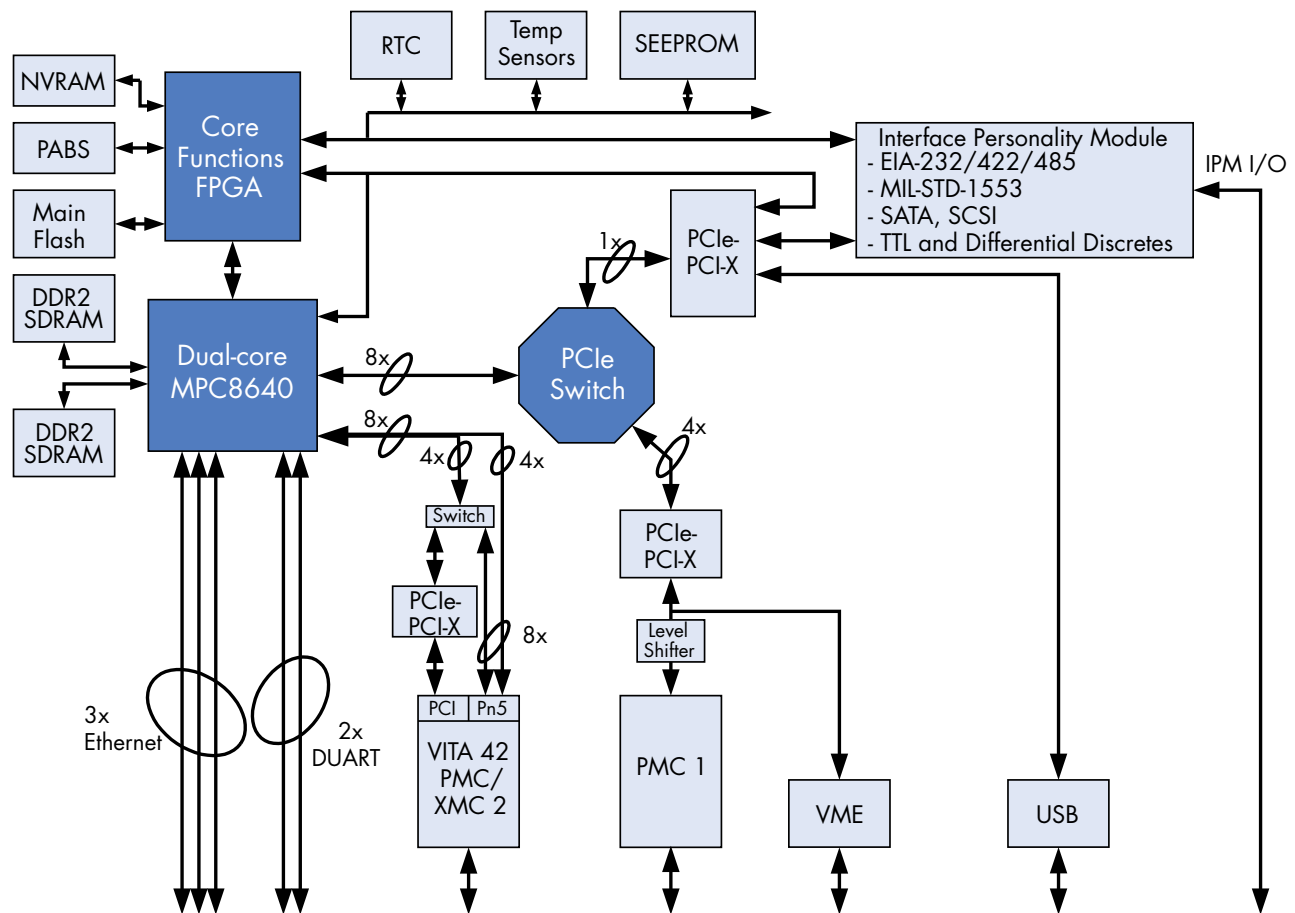 RTC
Temp
Sensors
SEEPROM
NVRAM
PABS
Main
Flash
Core
Functions
FPGA
Interface Personality Module
- EIA-232/422/485
- MIL-STD-1553
- SATA, SCSI
- TTL and Differential Discretes
IPM I/O
PCIe-
PCI-X
1x
DDR2
SDRAM
DDR2
SDRAM
Dual-core
MPC8640
8x
PCIe
Switch
8x
4x
4x
4x
Switch
PCIe-
PCI-X
PCIe-
PCI-X
8x
Level
Shifter
3x
Ethernet
2x
DUART
PCI
Pn5
VITA 42
PMC/
XMC 2
PMC 1
VME
USB